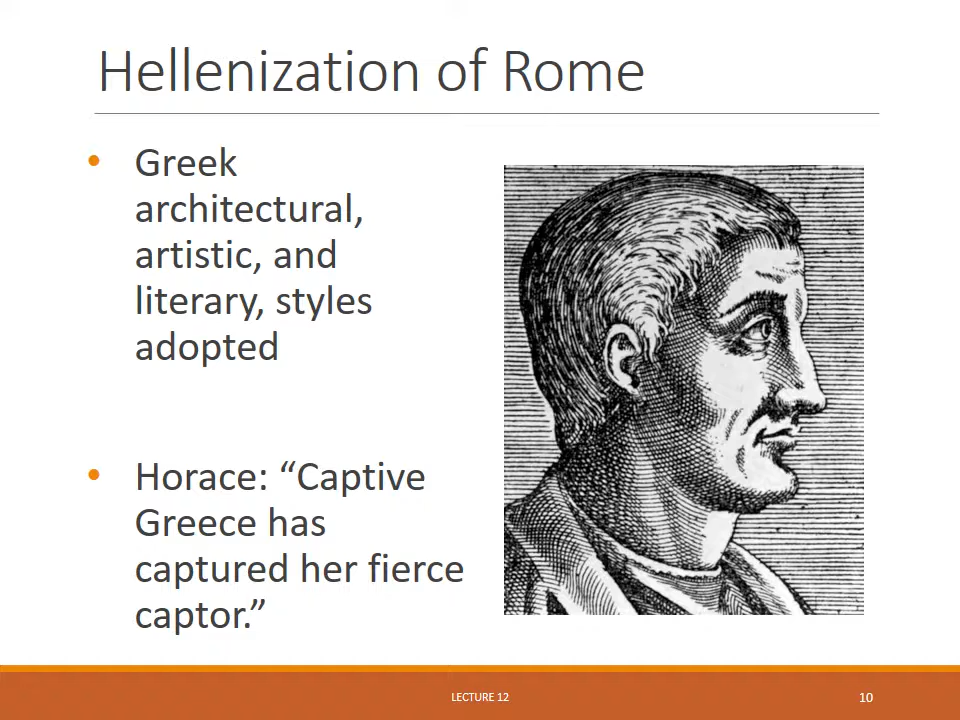 Hellenization of Rome
• Greek
architectural,
artistic, and
literary, styles
adopted
• Horace: “Captive
Greece has
captured her fierce
captor.”
LECTURE 12
10